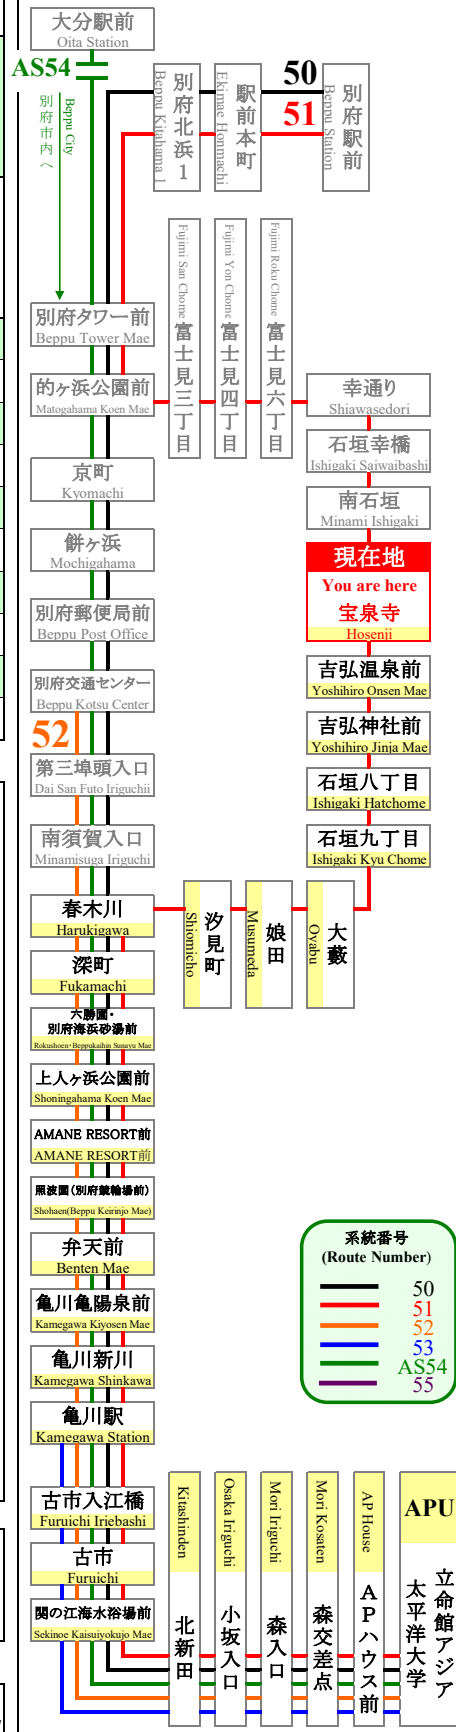 大分駅前
Oita Station
AS54
Beppu City
別府市内へ
50
51
別府北浜1
Beppu Kitahama 1
駅前本町
Ekimae Honmachi
別府駅前
Beppu Station
別府タワー前
Beppu Tower Mae
的ヶ浜公園前
Matogahama Koen Mae
Fujimi San Chome
富士見三丁目
Fujimi Yon Chome
富士見四丁目
Fujimi Roku Chome
富士見六丁目
幸通り
Shiawasedori
石垣幸橋
Ishigaki Saiwaibashi
南石垣
Minami Ishigaki
現在地
You are here
宝泉寺
Hosenji
吉弘温泉前
Yoshihiro Onsen Mae
吉弘神社前
Yoshihiro Jinja Mae
石垣八丁目
Ishigaki Hatchome
石垣九丁目
Ishigaki Kyu Chome
京町
Kyomachi
餅ヶ浜
Mochigahama
別府郵便局前
Beppu Post Office
別府交通センター
Beppu Kotsu Center
52
第三埠頭入口
Dai San Futo Iriguchii
南須賀入口
Minamisuga Iriguchi
春木川
Harukigawa
汐見町
Shiomicho
娘田
Musumeda
大藪
Oyabu
深町
Fukamachi
六勝園・
別府海浜砂湯前
Rokushoen・Beppukaihin Sunayu Mae
上人ヶ浜公園前
Shoningahama Koen Mae
AMANE RESORT前
AMANE RESORT前
照波園(別府競輪場前)
Shohaen(Beppu Keirinjo Mae)
弁天前
Benten Mae
亀川亀陽泉前
Kamegawa Kiyosen Mae
亀川新川
Kamegawa Shinkawa
亀川駅
Kamegawa Station
古市入江橋
Furuichi Iriebashi
古市
Furuichi
関の江海水浴場前
Sekinoe Kaisuiyokujo Mae
系統番号
(Route Number)
50
51
52
53
AS54
55
Kitashinden
北新田
Osaka Iriguchi
小坂入口
Mori Iriguchi
森入口
Mori Kosaten
森交差点
AP House
APハウス前
APU
立命館アジア
太平洋大学